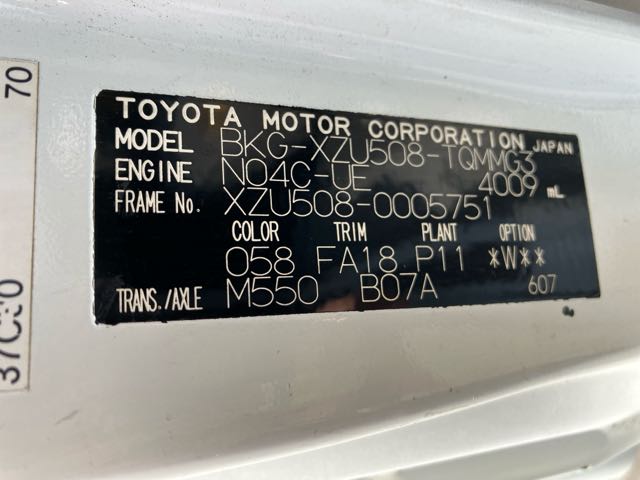 70
TOYOTA MOTOR CORPORATION JAPAN
MODEL BKG-XZU508-TQMMG3
ENGINE N04C-UE 4009 mL
FRAME No. XZU508-0005751
COLOR TRIM PLANT OPTION
058 FA18 P11 *W**
TRANS./AXLE M550 B07A 607